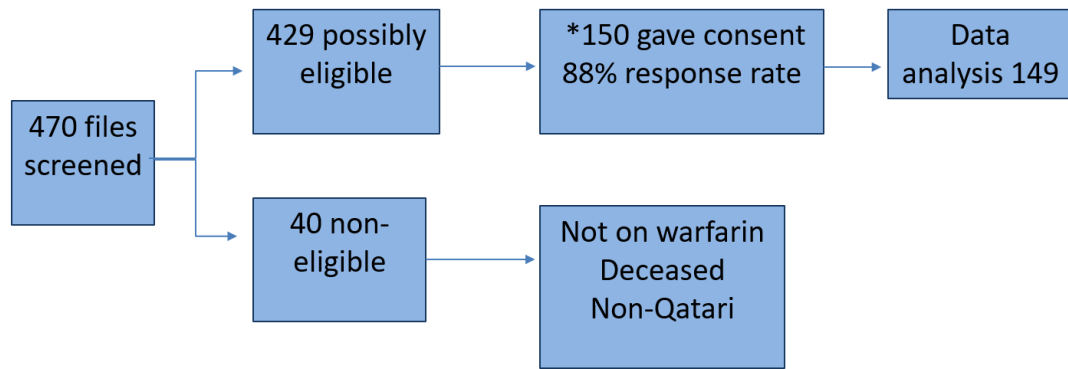 470 files
screened
429 possibly
eligible
*150 gave consent
88% response rate
Data
analysis 149
40 non-
eligible
Not on warfarin
Deceased
Non-Qatari